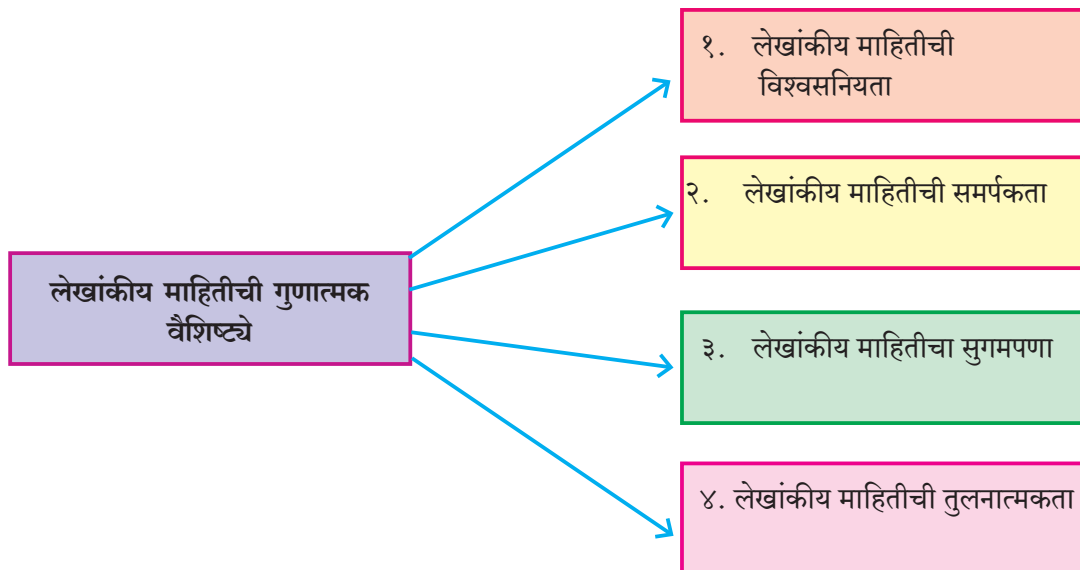 १. लेखांकीय माहितीची
विश्वसनियता
२. लेखांकीय माहितीची समर्पकता
लेखांकीय माहितीची गुणात्मक
वैशिष्ट्ये
३. लेखांकीय माहितीचा सुगमपणा
४. लेखांकीय माहितीची तुलनात्मकता